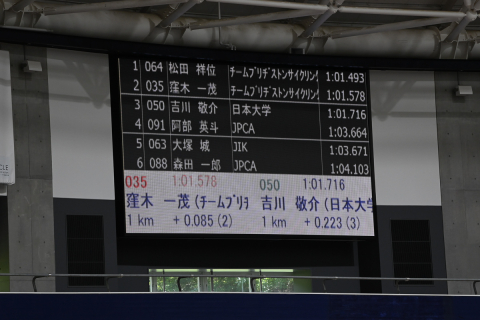 1 064 松田 祥位 チームブリヂストンサイクリング 1:01.493
2 035 窪木 一茂 チームブリヂストンサイクリング 1:01.578
3 050 吉川 敬介 日本大学 1:01.716
4 091 阿部 英斗 JPCA 1:03.664
5 063 大塚 城 JIK 1:03.671
6 088 森田 一郎 JPCA 1:04.103
035 1:01.578 050 1:01.716
窪木 一茂 (チームブリヂ 吉川 敬介 (日本大学
1 km + 0.085 (2) 1 km + 0.223 (3)